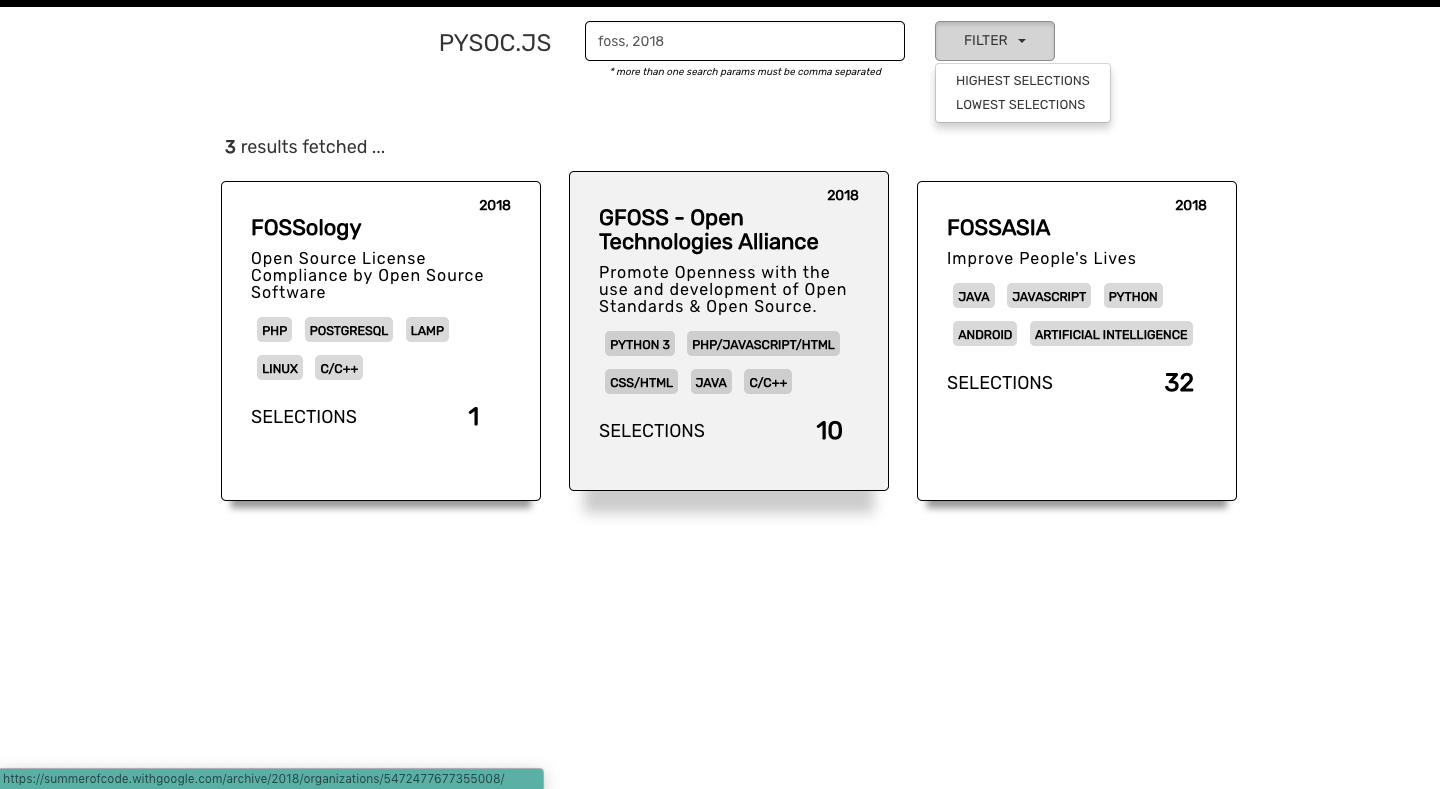 PYSOC.JS
foss, 2018
FILTER
* more than one search params must be comma separated
HIGHEST SELECTIONS
LOWEST SELECTIONS
3 results fetched ...
2018
FOSSology
Open Source License
Compliance by Open Source
Software
PHP POSTGRESQL LAMP
LINUX C/C++
SELECTIONS 1
2018
GFOSS - Open
Technologies Alliance
Promote Openness with the
use and development of Open
Standards & Open Source.
PYTHON 3 PHP/JAVASCRIPT/HTML
CSS/HTML JAVA C/C++
SELECTIONS 10
2018
FOSSASIA
Improve People's Lives
JAVA JAVASCRIPT PYTHON
ANDROID ARTIFICIAL INTELLIGENCE
SELECTIONS 32
https://summerofcode.withgoogle.com/archive/2018/organizations/5472477677355008/